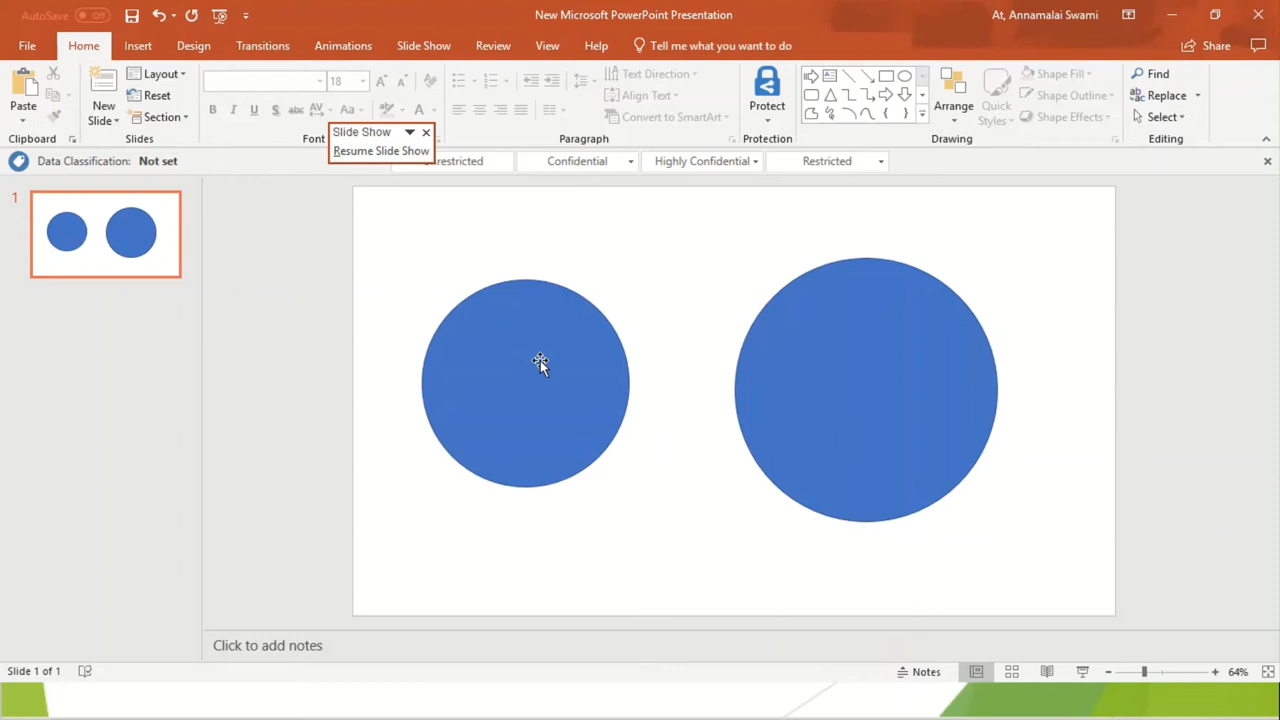 AutoSave Off New Microsoft PowerPoint Presentation At, Annamalai Swami
File Home Insert Design Transitions Animations Slide Show Review View Help Tell me what you want to do Share
Paste New Slide Layout Reset Section 18 Text Direction Align Text Convert to SmartArt Protect Arrange Quick Styles Shape Fill Shape Outline Shape Effects Find Replace Select
Clipboard Slides Font Paragraph Protection Drawing Editing
Slide Show
Resume Slide Show
Data Classification: Not set Confidential Highly Confidential Restricted
1
Click to add notes
Slide 1 of 1 Notes 64%